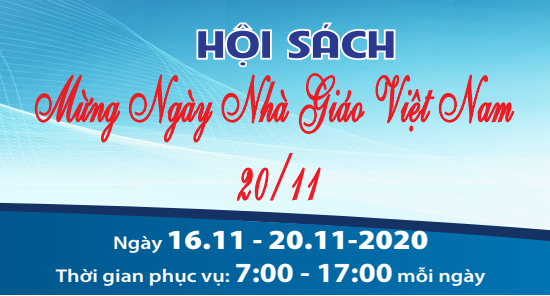 HỘI SÁCH
Mừng Ngày Nhà Giáo Việt Nam
20/11
Ngày 16.11 - 20.11-2020
Thời gian phục vụ: 7:00 - 17:00 mỗi ngày